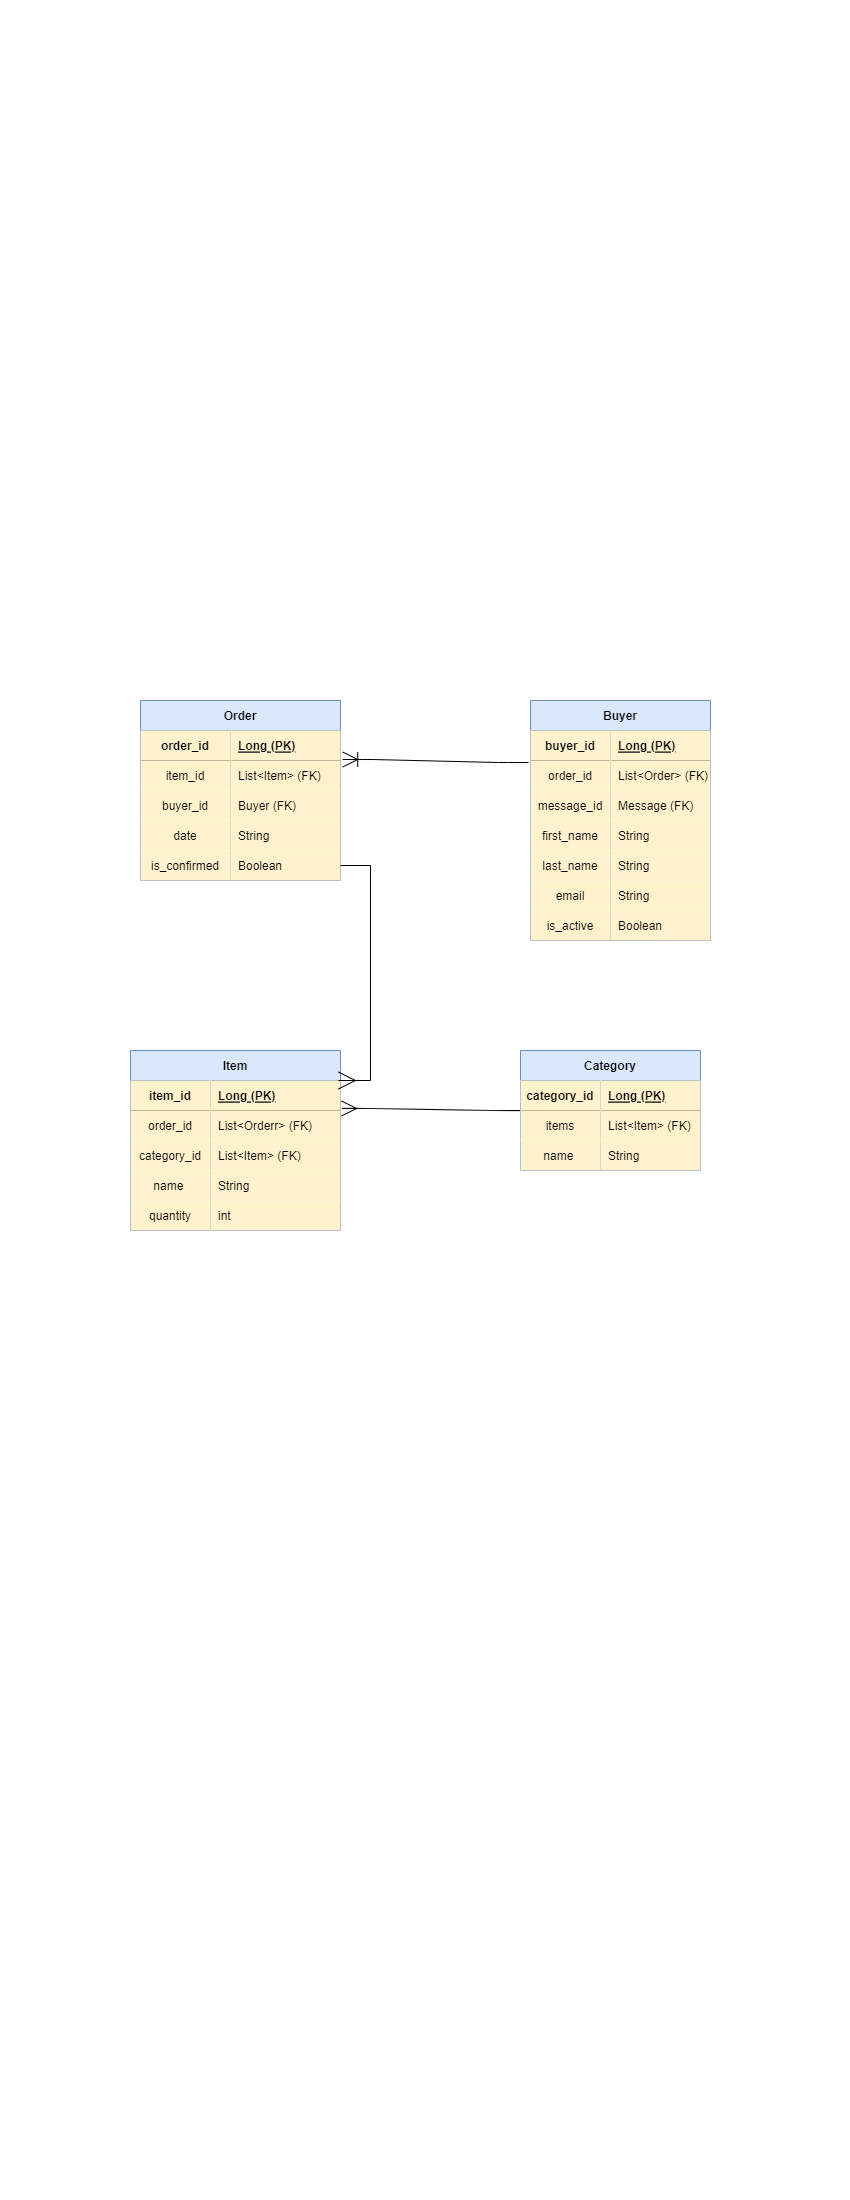 Order
order_id Long (PK)
item_id List<Item> (FK)
buyer_id Buyer (FK)
date String
is_confirmed Boolean
Buyer
buyer_id Long (PK)
order_id List<Order> (FK)
message_id Message (FK)
first_name String
last_name String
email String
is_active Boolean
Item
item_id Long (PK)
order_id List<Orderr> (FK)
category_id List<Item> (FK)
name String
quantity int
Category
category_id Long (PK)
items List<Item> (FK)
name String